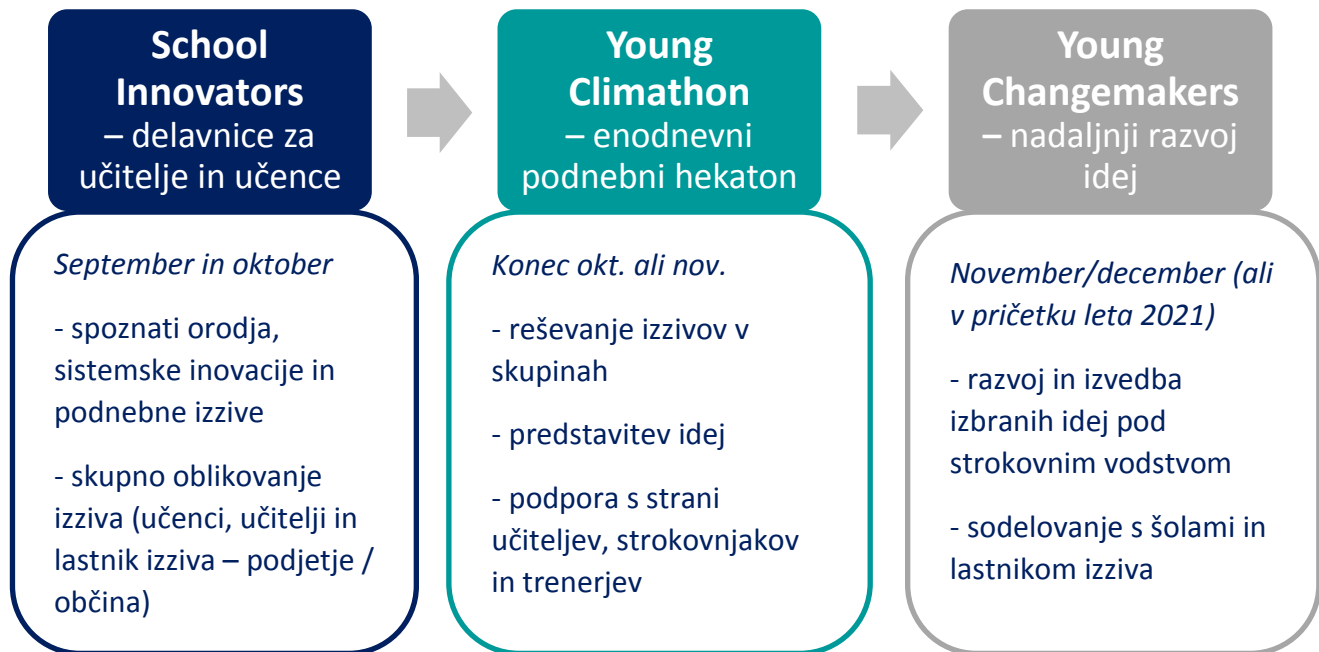 School
Innovators
– delavnice za
učitelje in učence
September in oktober
- spoznati orodja,
sistemske inovacije in
podnebne izzive
- skupno oblikovanje
izziva (učenci, učitelji in
lastnik izziva – podjetje /
občina)
Young
Climathon
– enodnevni
podnebni hekaton
Konec okt. ali nov.
- reševanje izzivov v
skupinah
- predstavitev idej
- podpora s strani
učiteljev, strokovnjakov
in trenerjev
Young
Changemakers
– nadaljnji razvoj
idej
November/december (ali
v pričetku leta 2021)
- razvoj in izvedba
izbranih idej pod
strokovnim vodstvom
- sodelovanje s šolami in
lastnikom izziva